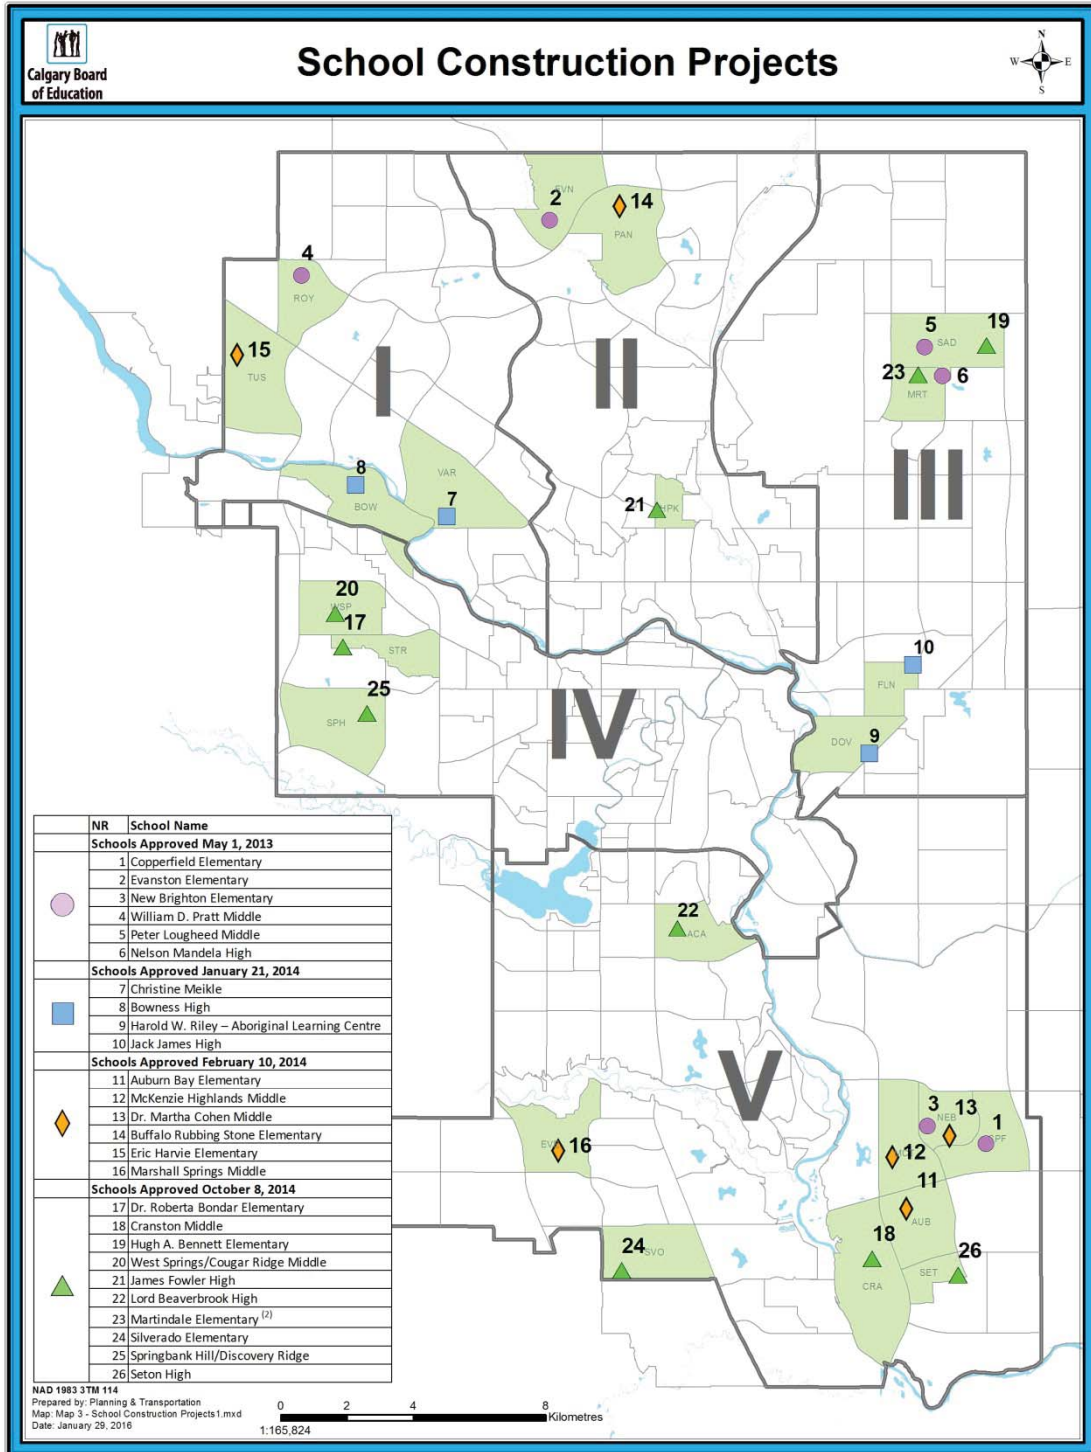 Calgary Board
of Education
School Construction Projects
N
W E
S
EVN
2
14
PAN
4
ROY
I
II
5
SAD
19
15
TUS
23
6
MRT
III
8
VAR
7
BOW
21
HPK
20
WSP
17
STR
10
FLN
25
SPH
IV
DOV
9
22
ACA
V
3
13
NEB
1
12
16
11
AUB
18
CRA
24
SVO
26
SET
NR School Name
Schools Approved May 1, 2013
1 Copperfield Elementary
2 Evanston Elementary
3 New Brighton Elementary
4 William D. Pratt Middle
5 Peter Lougheed Middle
6 Nelson Mandela High
Schools Approved January 21, 2014
7 Christine Meikle
8 Bowness High
9 Harold W. Riley – Aboriginal Learning Centre
10 Jack James High
Schools Approved February 10, 2014
11 Auburn Bay Elementary
12 McKenzie Highlands Middle
13 Dr. Martha Cohen Middle
14 Buffalo Rubbing Stone Elementary
15 Eric Harvie Elementary
16 Marshall Springs Middle
Schools Approved October 8, 2014
17 Dr. Roberta Bondar Elementary
18 Cranston Middle
19 Hugh A. Bennett Elementary
20 West Springs/Cougar Ridge Middle
21 James Fowler High
22 Lord Beaverbrook High
23 Martindale Elementary (2)
24 Silverado Elementary
25 Springbank Hill/Discovery Ridge
26 Seton High
NAD 1983 3TM 114
Prepared by: Planning & Transportation
Map: Map 3 - School Construction Projects1.mxd
Date: January 29, 2016
0 2 4 8 Kilometres
1:165,824